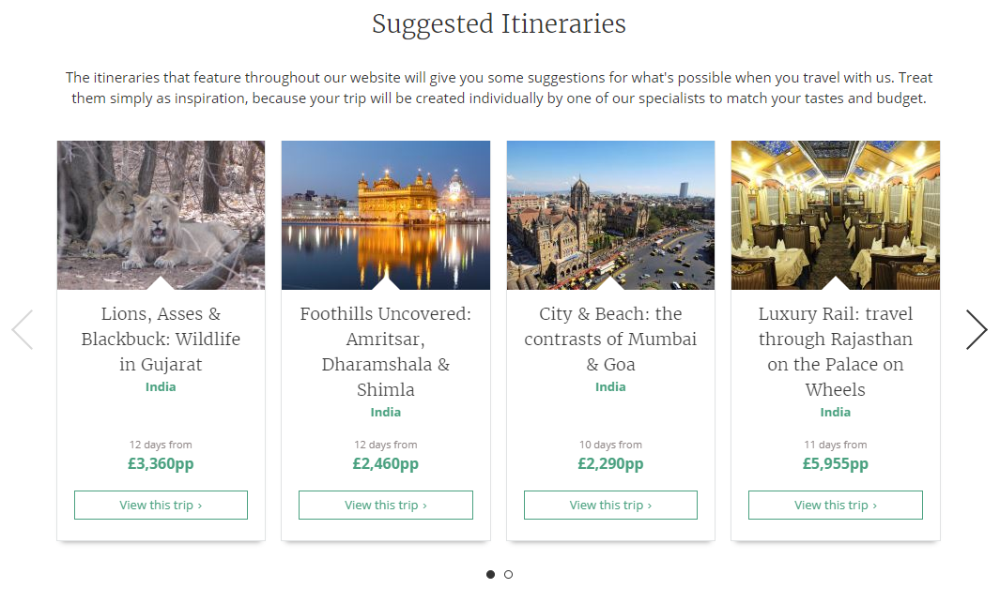 Suggested Itineraries
The itineraries that feature throughout our website will give you some suggestions for what's possible when you travel with us. Treat
them simply as inspiration, because your trip will be created individually by one of our specialists to match your tastes and budget.
Lions, Asses &
Blackbuck: Wildlife
in Gujarat
India
12 days from
£3,360pp
View this trip ›
Foothills Uncovered:
Amritsar,
Dharamshala &
Shimla
India
12 days from
£2,460pp
View this trip ›
City & Beach: the
contrasts of Mumbai
& Goa
India
10 days from
£2,290pp
View this trip ›
Luxury Rail: travel
through Rajasthan
on the Palace on
Wheels
India
11 days from
£5,955pp
View this trip ›